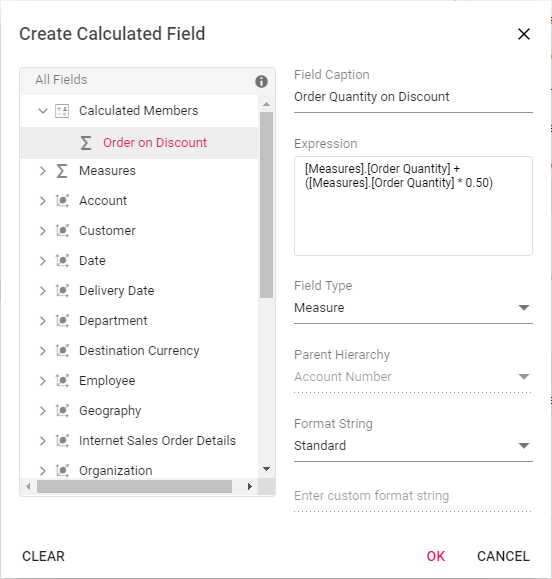 Create Calculated Field
All Fields
Calculated Members
Order on Discount
Measures
Account
Customer
Date
Delivery Date
Department
Destination Currency
Employee
Geography
Internet Sales Order Details
Organization
Field Caption
Order Quantity on Discount
Expression
[Measures].[Order Quantity] +
([Measures].[Order Quantity] * 0.50)
Field Type
Measure
Parent Hierarchy
Account Number
Format String
Standard
Enter custom format string
CLEAR
OK
CANCEL